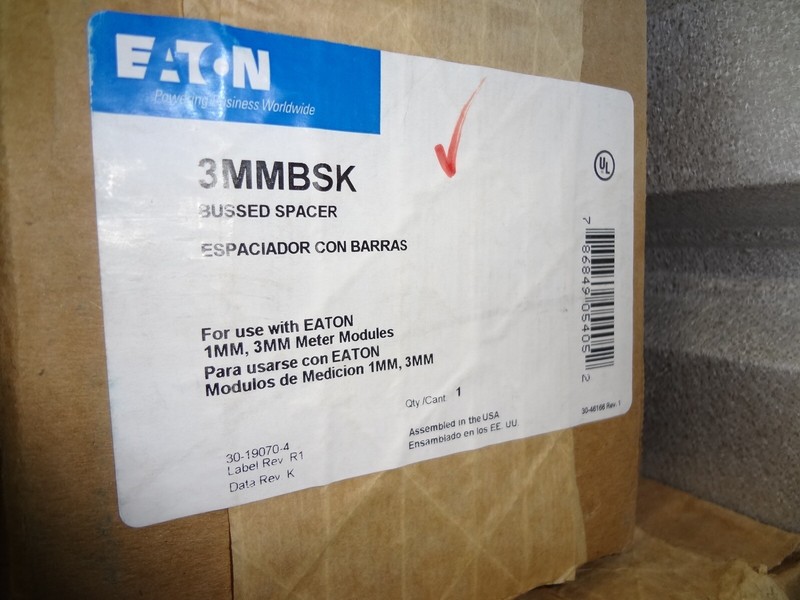 EATON
Powering Business Worldwide
3MMBSK
BUSSED SPACER
ESPACIADOR CON BARRAS
UL
For use with EATON
1MM, 3MM Meter Modules
Para usarse con EATON
Modulos de Medicion 1MM, 3MM
Qty /Cant 1
Assembled in the USA
Ensamblado en los EE. UU.
30-19070-4
Label Rev R1
Data Rev K
7 86849 05405 2
30-46166 Rev. 1